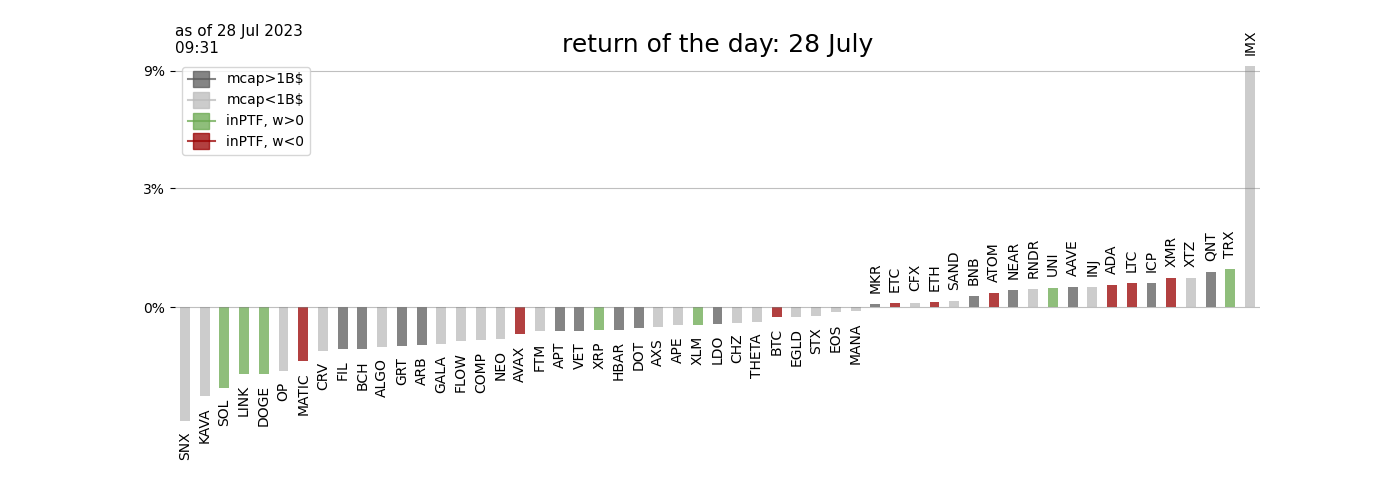 as of 28 Jul 2023
09:31
return of the day: 28 July
IMX
9%
mcap>1B$
mcap<1B$
inPTF, w>0
inPTF, w<0
3%
0%
SNX
KAVA
SOL
LINK
DOGE
OP
MATIC
CRV
FIL
BCH
ALGO
GRT
ARB
GALA
FLOW
COMP
NEO
AVAX
FTM
APT
VET
XRP
HBAR
DOT
AXS
APE
XLM
LDO
CHZ
THETA
BTC
EGLD
STX
EOS
MANA
MKR
ETC
CFX
ETH
SAND
BNB
ATOM
NEAR
RNDR
UNI
AAVE
INJ
ADA
LTC
ICP
XMR
XTZ
QNT
TRX